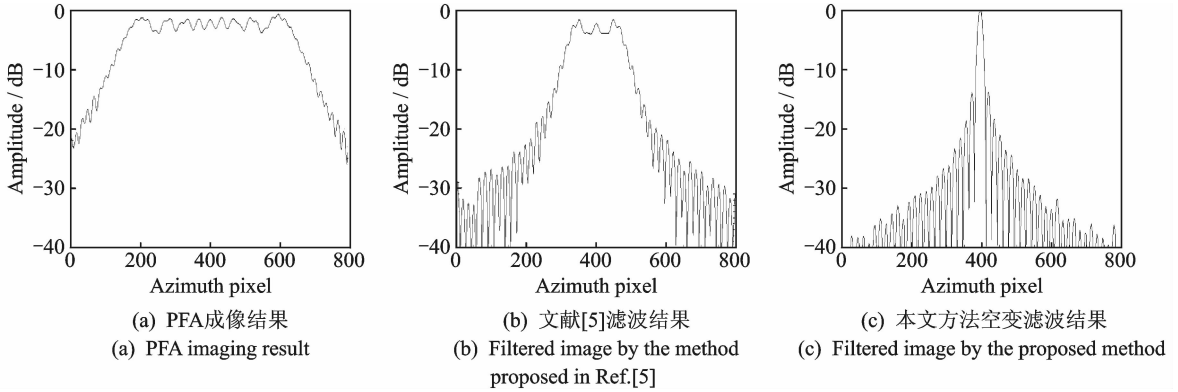 0
−10
−20
−30
−40
0 200 400 600 800
Amplitude / dB
Azimuth pixel
(a) PFA成像结果
(a) PFA imaging result
0
−10
−20
−30
−40
0 200 400 600 800
Amplitude / dB
Azimuth pixel
(b) 文献[5]滤波结果
(b) Filtered image by the method
proposed in Ref.[5]
0
−10
−20
−30
−40
0 200 400 600 800
Amplitude / dB
Azimuth pixel
(c) 本文方法空变滤波结果
(c) Filtered image by the proposed method